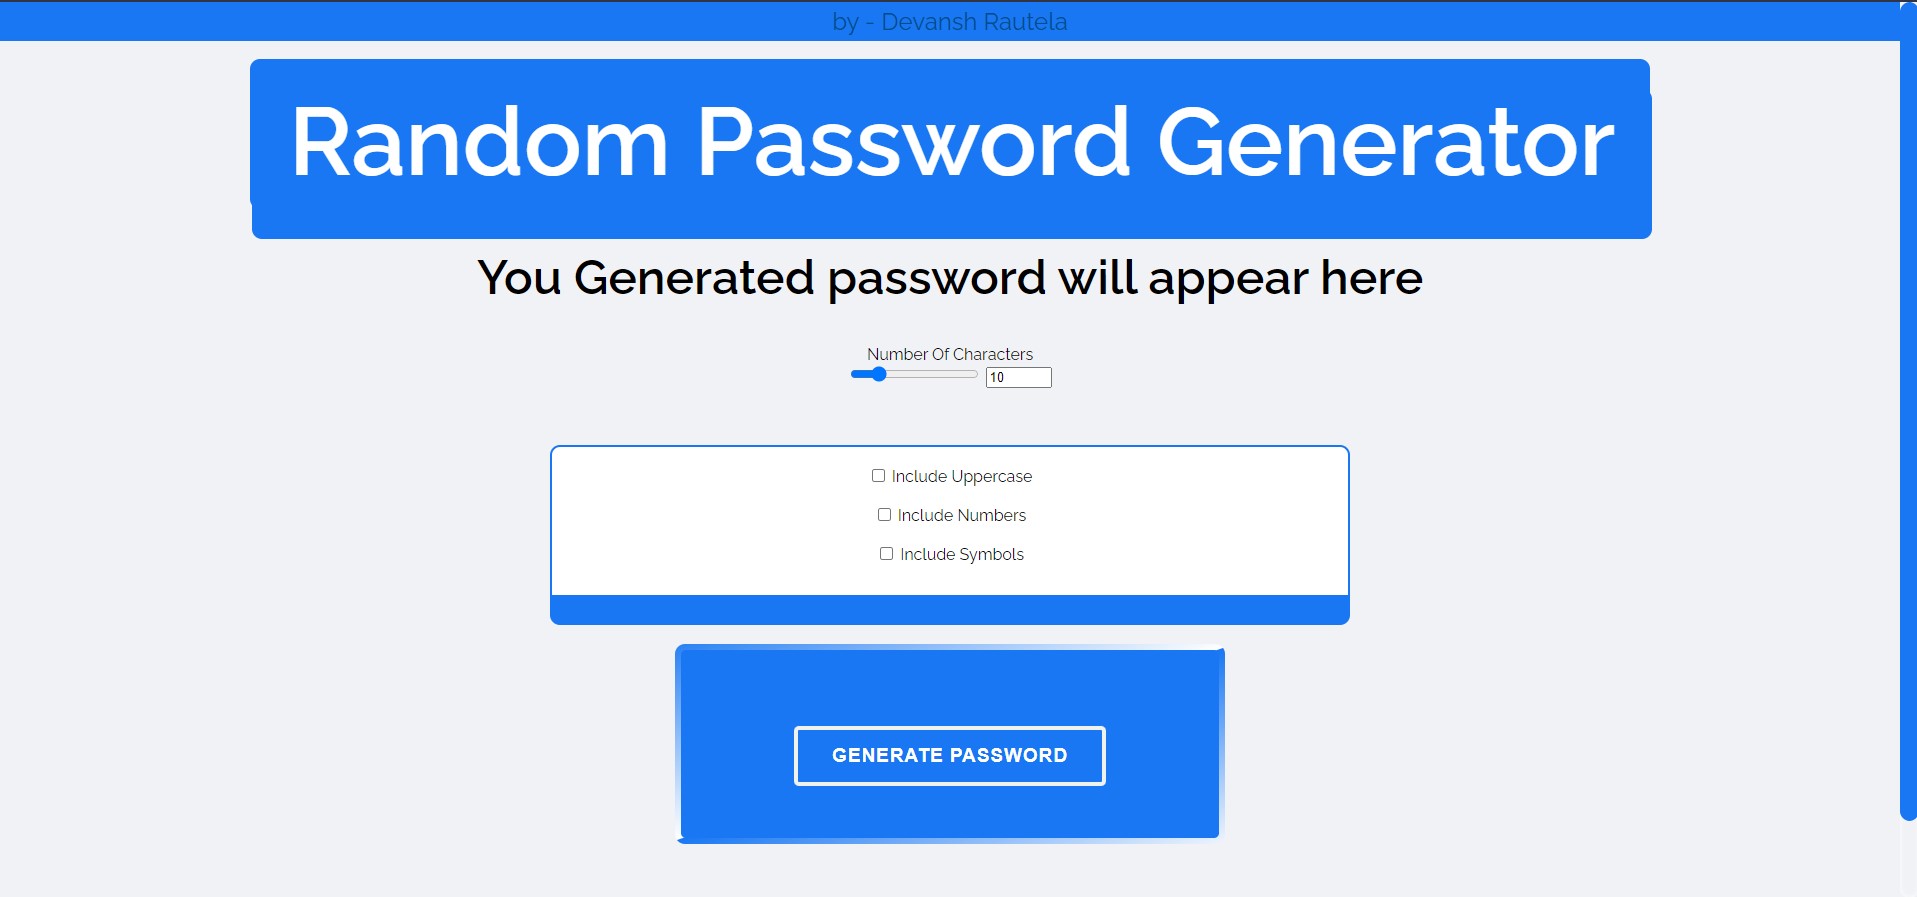 by - Devansh Rautela
Random Password Generator
You Generated password will appear here
Number Of Characters
10
Include Uppercase
Include Numbers
Include Symbols
GENERATE PASSWORD